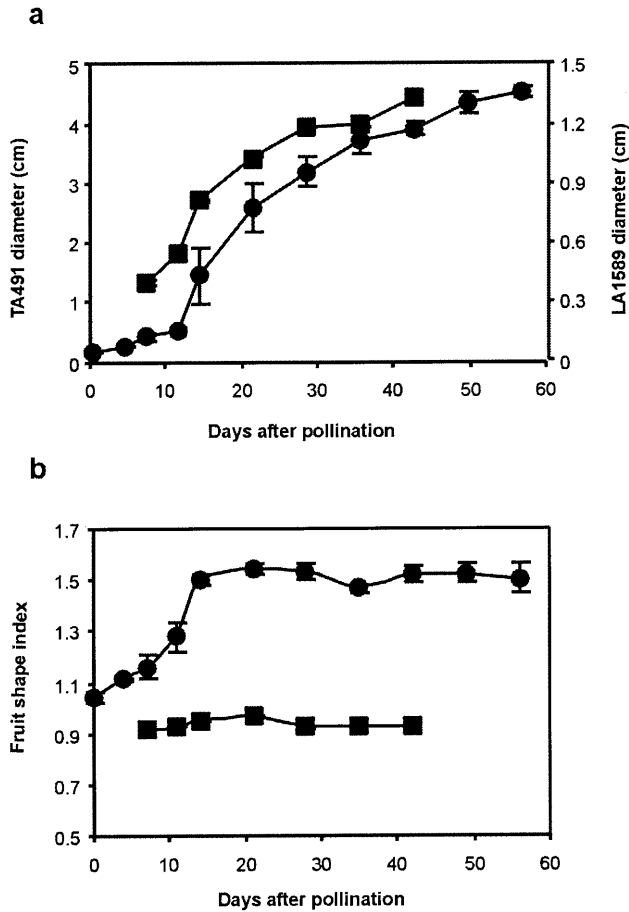 a
5
4
3
2
1
0
TA491 diameter (cm)
1.5
1.2
0.9
0.6
0.3
0
LA1589 diameter (cm)
0 10 20 30 40 50 60
Days after pollination
b
1.7
1.5
1.3
1.1
0.9
0.7
0.5
Fruit shape index
0 10 20 30 40 50 60
Days after pollination